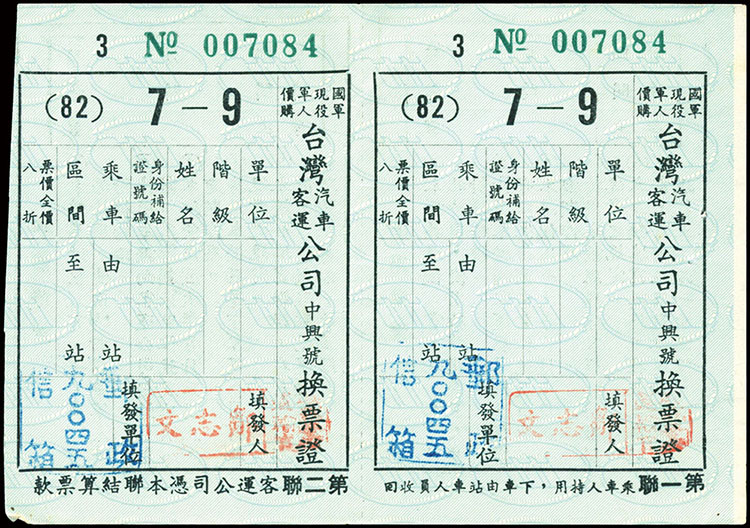 3 № 007084
(82) 7－9
國軍現役軍人價購
台灣汽車客運公司中興號換票證
單位
階級
姓名
身份補給證號碼
乘車由 站
區間至 站
票價全價八折
填發人
志文
填發單位
郵政
九〇〇四五
信箱
第一聯乘車人持用，下車由站車人員收回
3 № 007084
(82) 7－9
國軍現役軍人價購
台灣汽車客運公司中興號換票證
單位
階級
姓名
身份補給證號碼
乘車由 站
區間至 站
票價全價八折
填發人
志文
填發單位
郵政
九〇〇四五
信箱
第二聯客運公司憑本聯結算票款